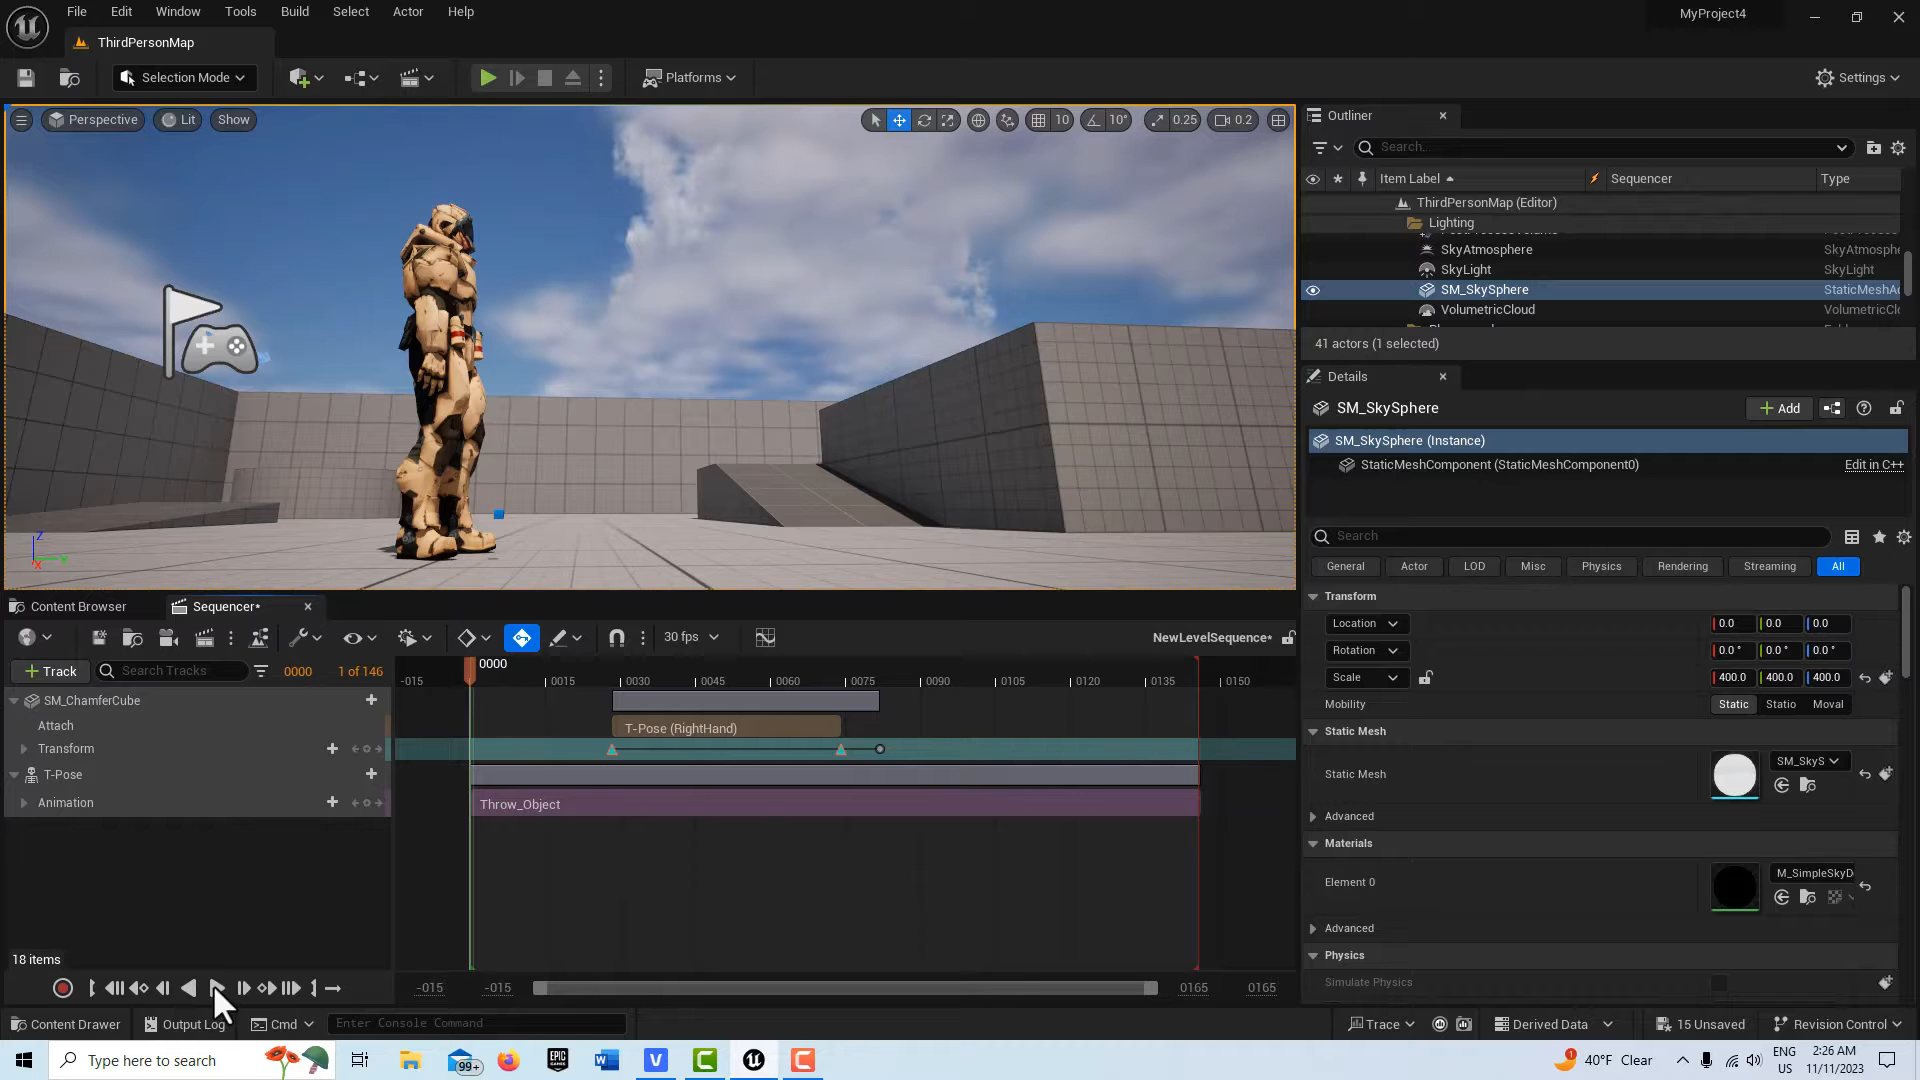 File Edit Window Tools Build Select Actor Help
MyProject4
ThirdPersonMap
Selection Mode
Platforms
Settings
Perspective Lit Show
10 10° 0.25 0.2
Outliner
Search...
Item Label Sequencer Type
ThirdPersonMap (Editor)
Lighting
SkyAtmosphere SkyAtmosphe
SkyLight SkyLight
SM_SkySphere StaticMeshAc
VolumetricCloud VolumetricClo
41 actors (1 selected)
Details
SM_SkySphere
Add
SM_SkySphere (Instance)
StaticMeshComponent (StaticMeshComponent0) Edit in C++
Search
General Actor LOD Misc Physics Rendering Streaming All
Transform
Location 0.0 0.0 0.0
Rotation 0.0 ° 0.0 ° 0.0 °
Scale 400.0 400.0 400.0
Mobility Static Statio Moval
Static Mesh
Static Mesh SM_SkyS
Advanced
Materials
Element 0 M_SimpleSkyD
Advanced
Physics
Simulate Physics
Content Browser Sequencer*
30 fps NewLevelSequence*
Track Search Tracks 0000 1 of 146
0000
-015 0015 0030 0045 0060 0075 0090 0105 0120 0135 0150
SM_ChamferCube
Attach T-Pose (RightHand)
Transform
T-Pose
Animation Throw_Object
18 items
-015 -015 0165 0165
Content Drawer Output Log Cmd Enter Console Command Trace Derived Data 15 Unsaved Revision Control
Type here to search
99+
EPIC GAMES
W V C U C
1 40°F Clear
ENG US
2:26 AM
11/11/2023